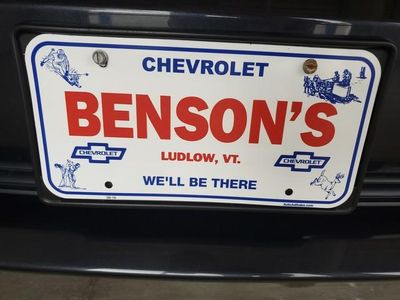 CHEVROLET
BENSON'S
LUDLOW, VT.
CHEVROLET CHEVROLET
WE'LL BE THERE